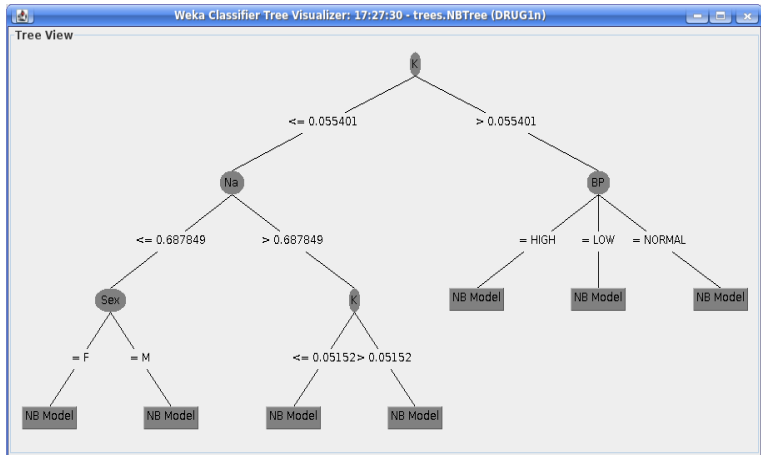 Weka Classifier Tree Visualizer: 17:27:30 - trees.NBTree (DRUG1n)
Tree View
K
<= 0.055401 > 0.055401
Na BP
<= 0.687849 > 0.687849 = HIGH = LOW = NORMAL
Sex K NB Model NB Model NB Model
= F = M <= 0.05152 > 0.05152
NB Model NB Model NB Model NB Model